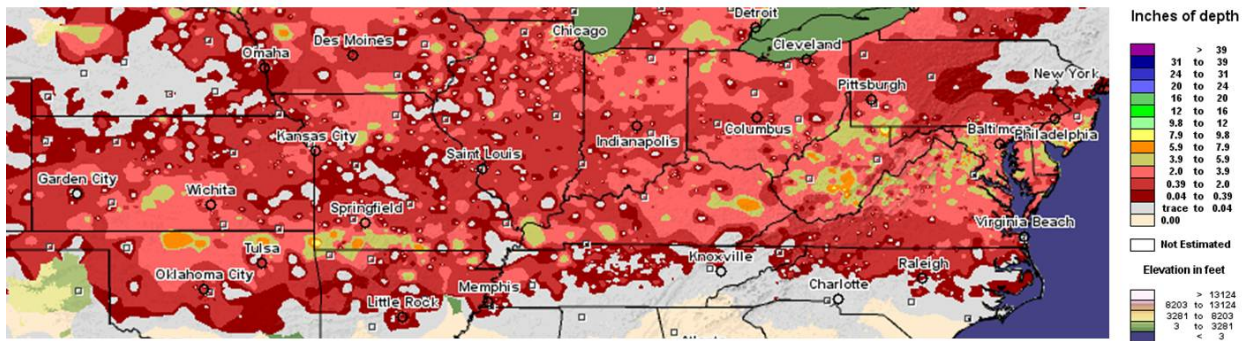 Detroit
Chicago
Cleveland
Des Moines
Omaha
New York
Pittsburgh
Columbus
Baltimore
Philadelphia
Indianapolis
Kansas City
Saint Louis
Garden City
Wichita
Springfield
Virginia Beach
Tulsa
Knoxville
Raleigh
Oklahoma City
Memphis
Charlotte
Little Rock
Inches of depth
> 39
31 to 39
24 to 31
20 to 24
16 to 20
12 to 16
9.8 to 12
7.9 to 9.8
5.9 to 7.9
3.9 to 5.9
2.0 to 3.9
0.39 to 2.0
0.04 to 0.39
trace to 0.04
0.00
Not Estimated
Elevation in feet
> 13124
8203 to 13124
3281 to 8203
3 to 3281
< 3